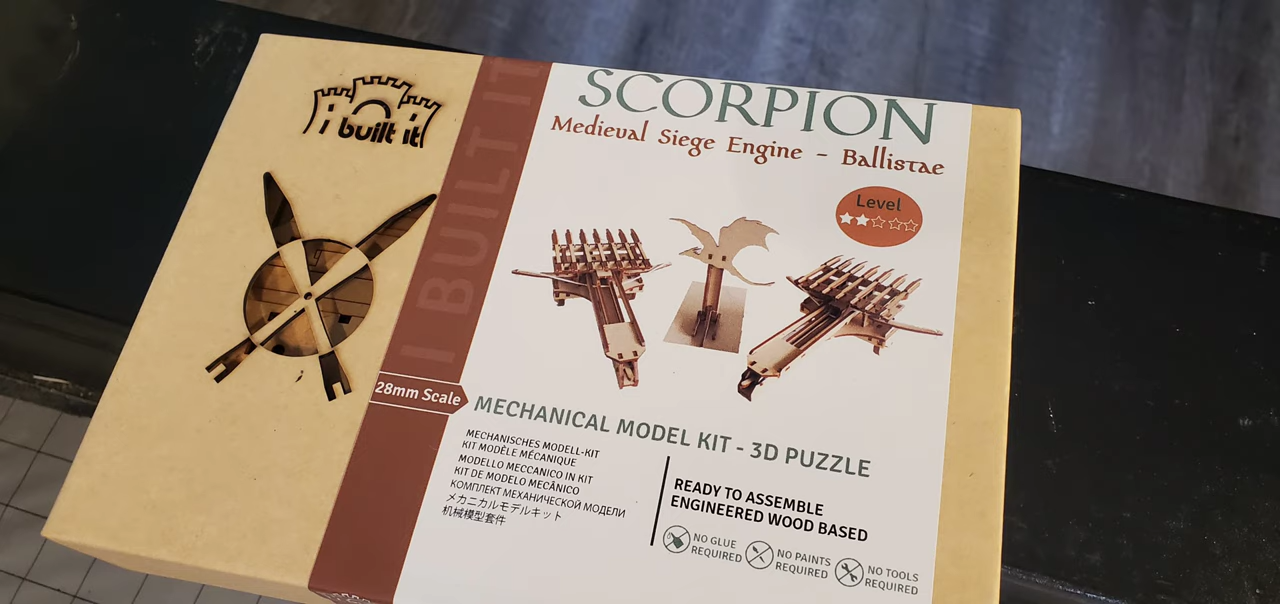 i built it
I BUILT IT
SCORPION
Medieval Siege Engine - Ballistae
Level
28mm Scale
MECHANICAL MODEL KIT - 3D PUZZLE
MECHANISCHES MODELL-KIT
KIT MODÈLE MÉCANIQUE
MODELLO MECCANICO IN KIT
KIT DE MODELO MECÂNICO
КОМПЛЕКТ МЕХАНИЧЕСКОЙ МОДЕЛИ
メカニカルモデルキット
机械模型套件
READY TO ASSEMBLE
ENGINEERED WOOD BASED
NO GLUE
REQUIRED
NO PAINTS
REQUIRED
NO TOOLS
REQUIRED